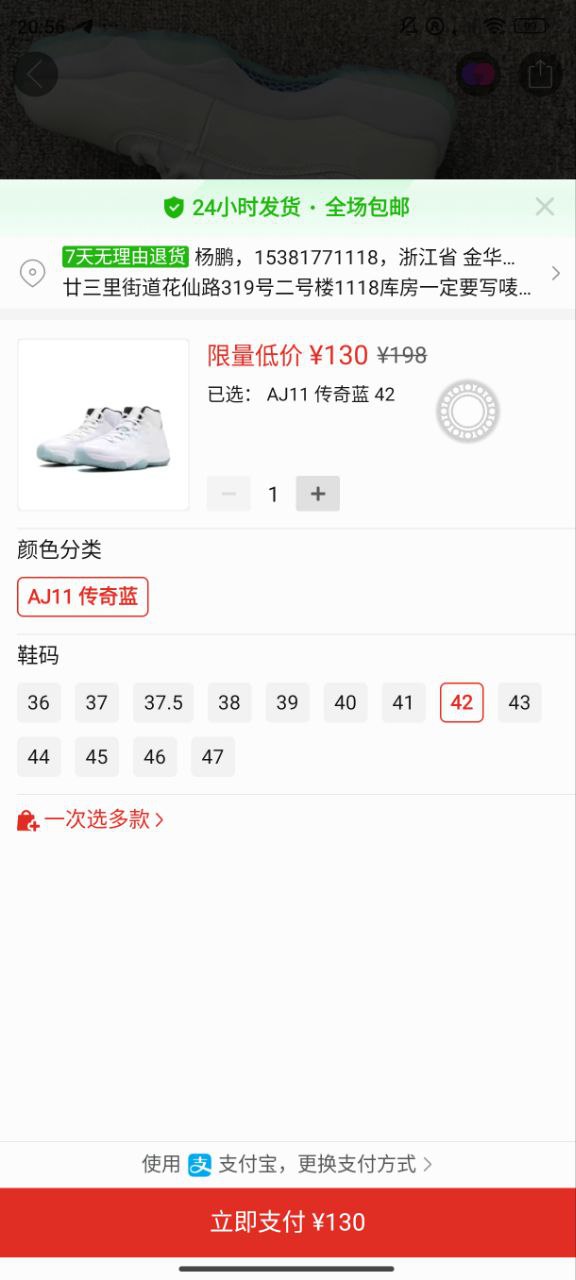 20:56
24小时发货 · 全场包邮
7天无理由退货 杨鹏，15381771118，浙江省 金华...
廿三里街道花仙路319号二号楼1118库房一定要写唛...
限量低价 ¥130 ¥198
已选： AJ11 传奇蓝 42
1
颜色分类
AJ11 传奇蓝
鞋码
36 37 37.5 38 39 40 41 42 43
44 45 46 47
一次选多款
使用 支 支付宝，更换支付方式
立即支付 ¥130